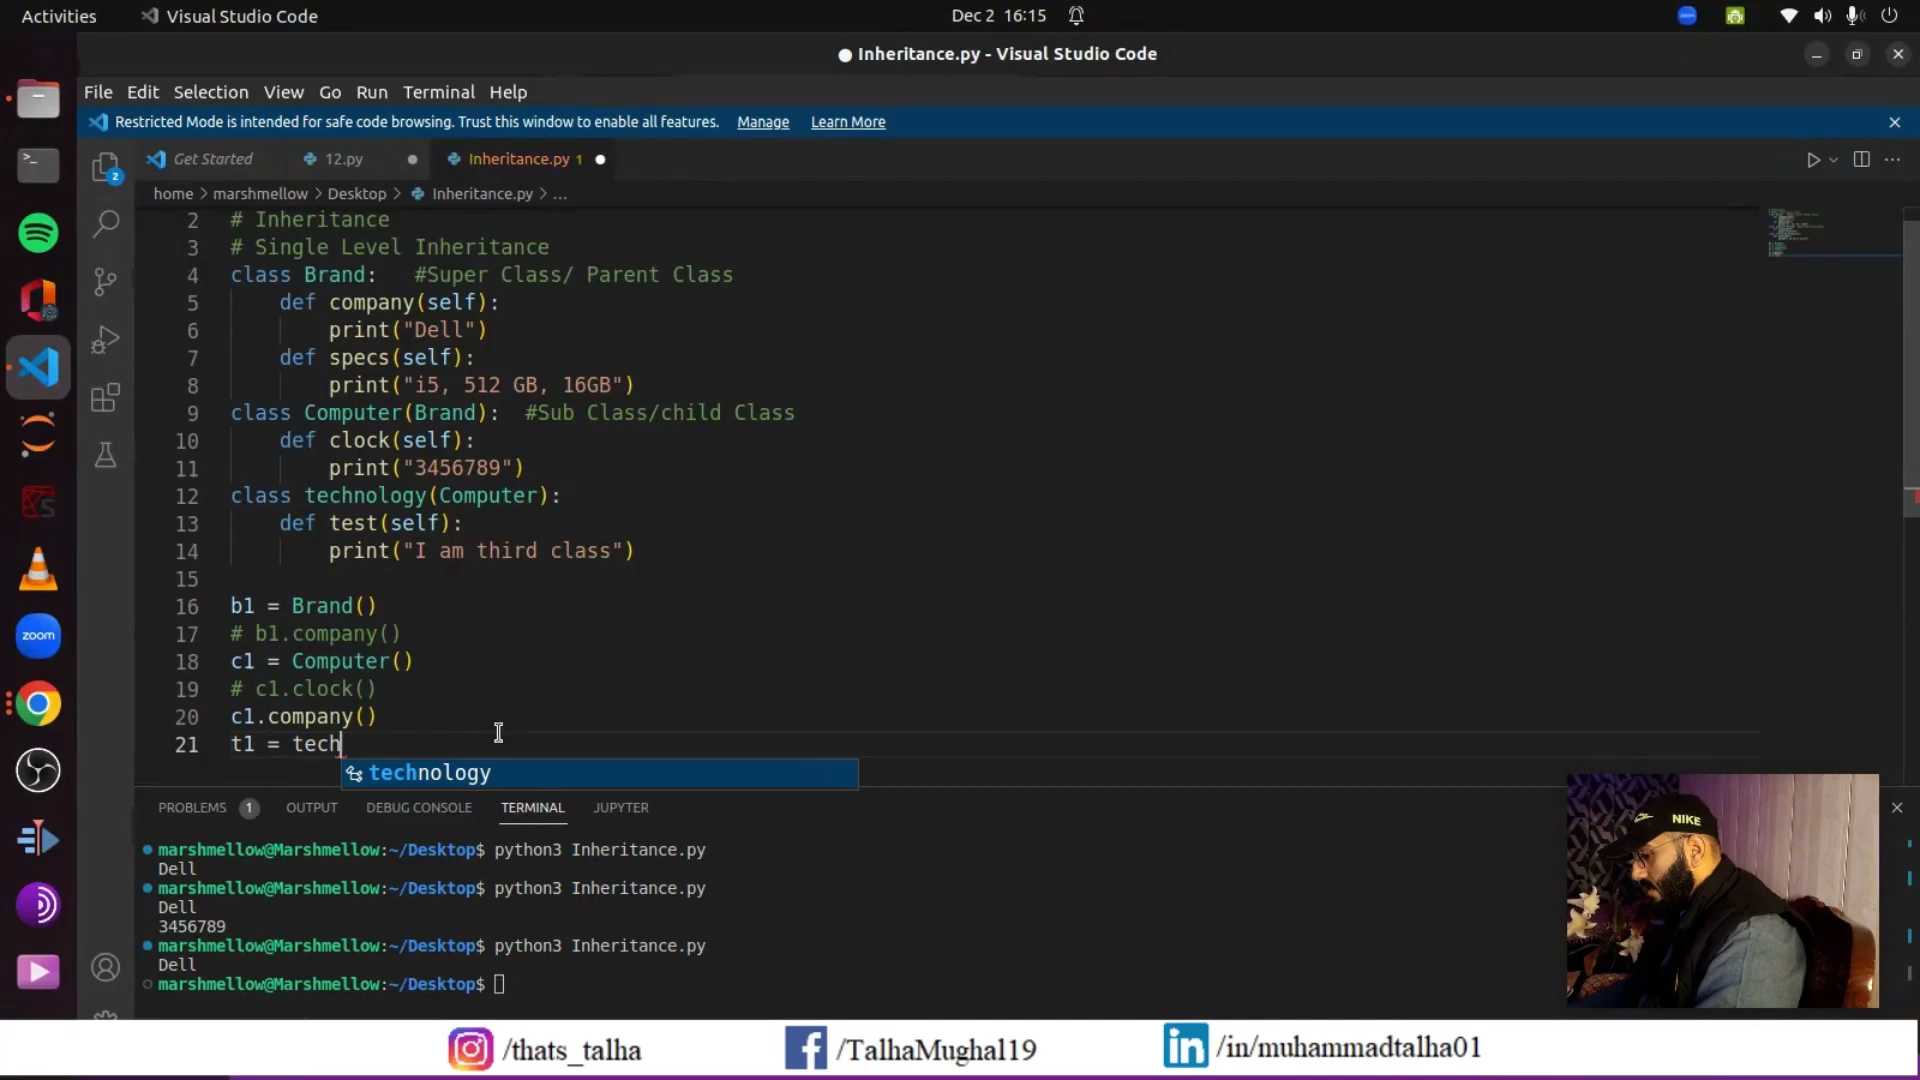 Activities
Visual Studio Code
Dec 2 16:15
zoom
● Inheritance.py - Visual Studio Code
File Edit Selection View Go Run Terminal Help
Restricted Mode is intended for safe code browsing. Trust this window to enable all features. Manage Learn More
Get Started
12.py
Inheritance.py 1
2
home > marshmellow > Desktop > Inheritance.py > ...
2 # Inheritance
3 # Single Level Inheritance
4 class Brand: #Super Class/ Parent Class
5 def company(self):
6 print("Dell")
7 def specs(self):
8 print("i5, 512 GB, 16GB")
9 class Computer(Brand): #Sub Class/child Class
10 def clock(self):
11 print("3456789")
12 class technology(Computer):
13 def test(self):
14 print("I am third class")
15
16 b1 = Brand()
17 # b1.company()
18 c1 = Computer()
19 # c1.clock()
20 c1.company()
21 t1 = tech
technology
zoom
PROBLEMS 1 OUTPUT DEBUG CONSOLE TERMINAL JUPYTER
marshmellow@Marshmellow:~/Desktop$ python3 Inheritance.py
Dell
marshmellow@Marshmellow:~/Desktop$ python3 Inheritance.py
Dell
3456789
marshmellow@Marshmellow:~/Desktop$ python3 Inheritance.py
Dell
marshmellow@Marshmellow:~/Desktop$
NIKE
/thats_talha
/TalhaMughal19
/in/muhammadtalha01